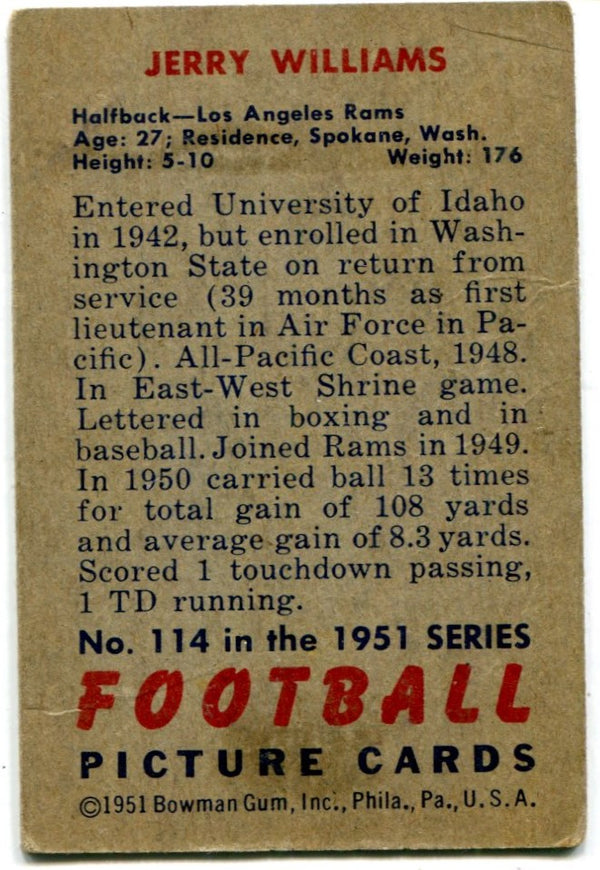 JERRY WILLIAMS
Halfback—Los Angeles Rams
Age: 27; Residence, Spokane, Wash.
Height: 5-10 Weight: 176
Entered University of Idaho
in 1942, but enrolled in Wash-
ington State on return from
service (39 months as first
lieutenant in Air Force in Pa-
cific). All-Pacific Coast, 1948.
In East-West Shrine game.
Lettered in boxing and in
baseball. Joined Rams in 1949.
In 1950 carried ball 13 times
for total gain of 108 yards
and average gain of 8.3 yards.
Scored 1 touchdown passing,
1 TD running.
No. 114 in the 1951 SERIES
FOOTBALL
PICTURE CARDS
©1951 Bowman Gum, Inc., Phila., Pa., U.S.A.